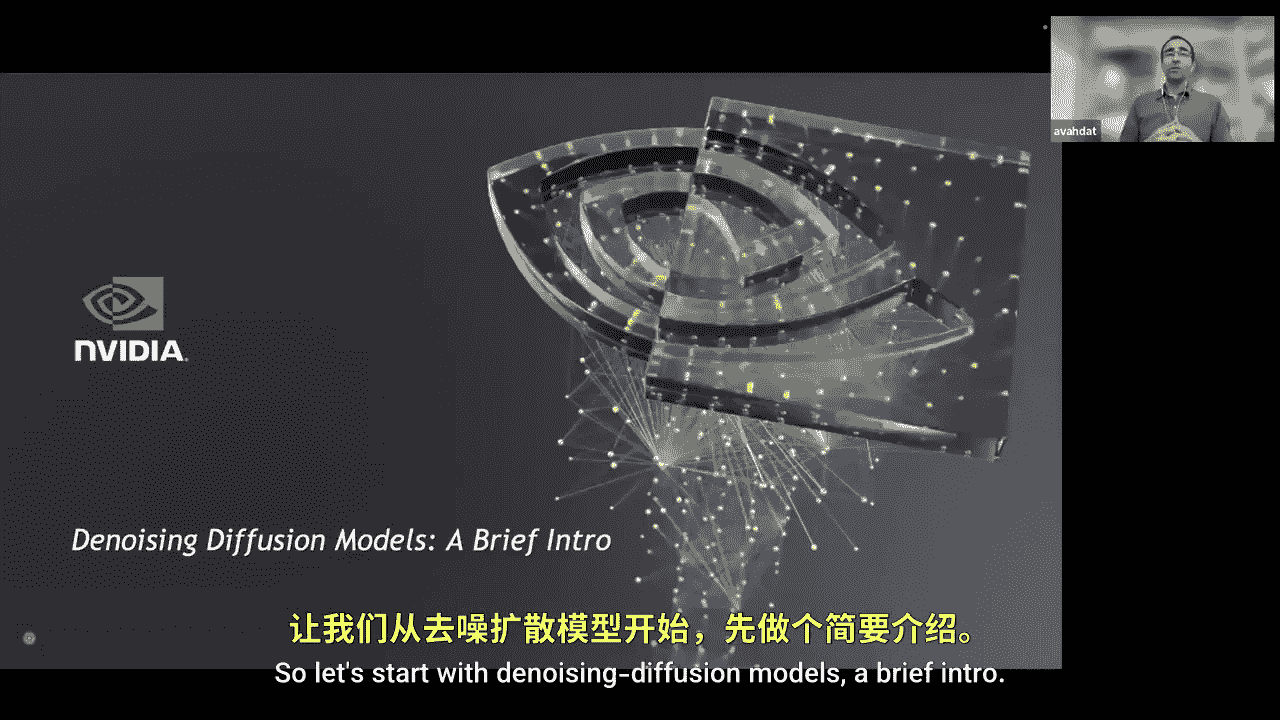 avahdat
NVIDIA.
Denoising Diffusion Models: A Brief Intro
让我们从去噪扩散模型开始，先做个简要介绍。
So let's start with denoising-diffusion models, a brief intro.